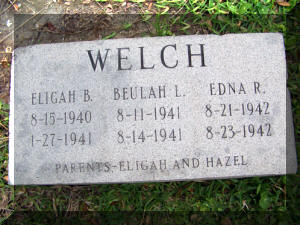 WELCH
ELIGAH B. BEULAH L. EDNA R.
8-15-1940 8-11-1941 8-21-1942
1-27-1941 8-14-1941 8-23-1942
PARENTS-ELIGAH AND HAZEL